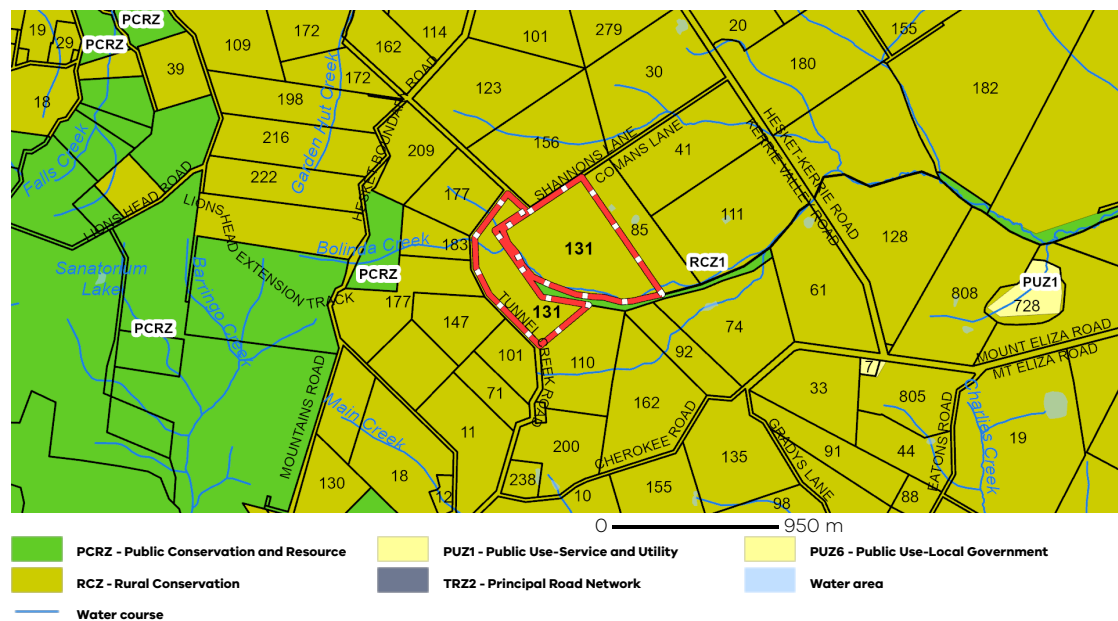 PCRZ
19
29
PCRZ
39
18
109
172
162
114
172
198
216
222
209
177
183
123
101
279
30
156
20
180
155
182
41
111
85
128
61
808
728
PUZ1
RCZ1
131
131
PCRZ
PCRZ
177
147
101
71
11
110
92
74
162
200
238
10
155
135
98
33
91
44
88
805
7
19
130
18
12
Falls Creek
LIONS HEAD ROAD
LIONS HEAD EXTENSION TRACK
Garden Hut Creek
HESKET BOUNDARY ROAD
Bolinda Creek
Sanatorium
Lake
Barringo Creek
MOUNTAINS ROAD
Main Creek
TUNNEL CREEK ROAD
SHANNONS LANE
COMANS LANE
HESKET-KERRIE ROAD
KERRIE VALLEY ROAD
CHEROKEE ROAD
GRADYS LANE
EATONS ROAD
Charlies Creek
MOUNT ELIZA ROAD
MT ELIZA ROAD
0 950 m
PCRZ - Public Conservation and Resource
PUZ1 - Public Use-Service and Utility
PUZ6 - Public Use-Local Government
RCZ - Rural Conservation
TRZ2 - Principal Road Network
Water area
Water course